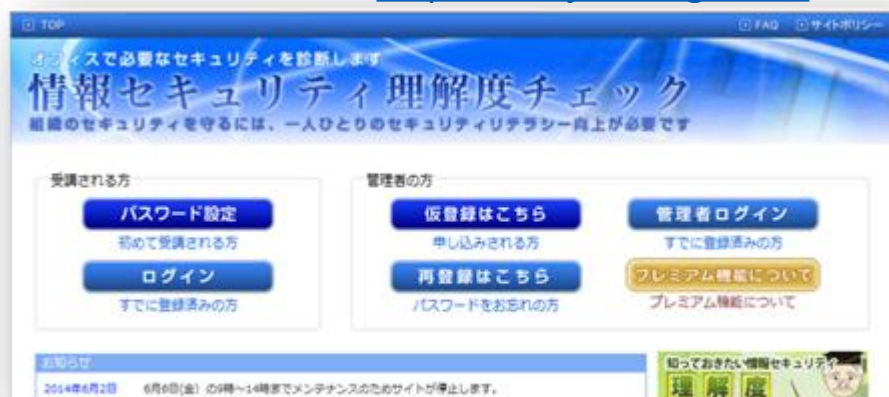 TOP
FAQ サイトポリシー
オフィスで必要なセキュリティを診断します
情報セキュリティ理解度チェック
組織のセキュリティを守るには、一人ひとりのセキュリティリテラシー向上が必要です
受講される方
管理者の方
パスワード設定
仮登録はこちら
管理者ログイン
初めて受講される方
申し込みされる方
すでに登録済みの方
ログイン
再登録はこちら
プレミアム機能について
すでに登録済みの方
パスワードをお忘れの方
プレミアム機能について
お知らせ
2014年6月2日 6月6日(金)の9時~14時までメンテナンスのためサイトが停止します。
知っておきたい情報セキュリティ
理解度